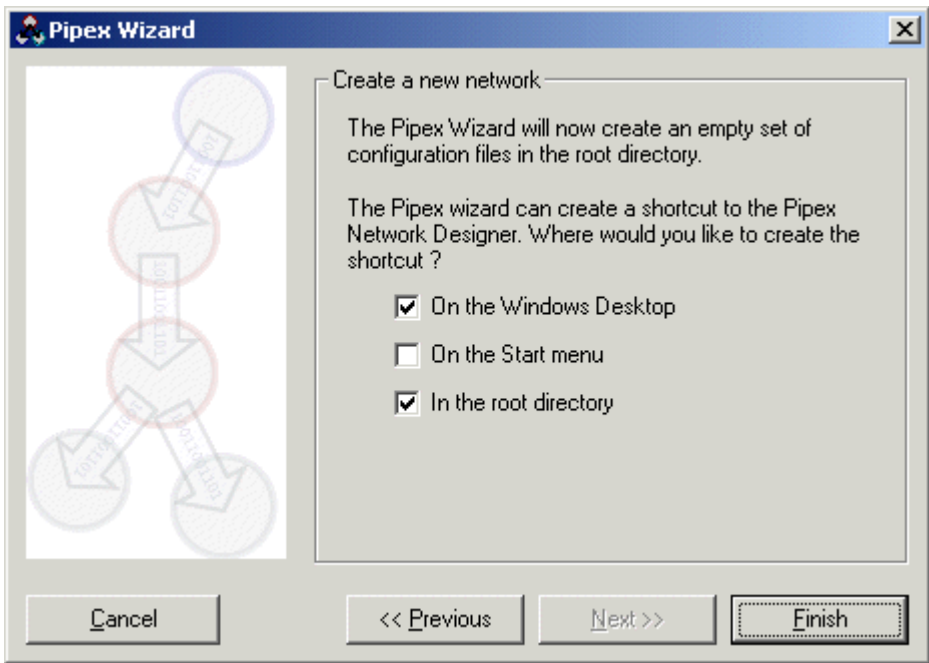 Pipex Wizard
Create a new network
The Pipex Wizard will now create an empty set of
configuration files in the root directory.
The Pipex wizard can create a shortcut to the Pipex
Network Designer. Where would you like to create the
shortcut ?
On the Windows Desktop
On the Start menu
In the root directory
Cancel
<< Previous
Next >>
Finish